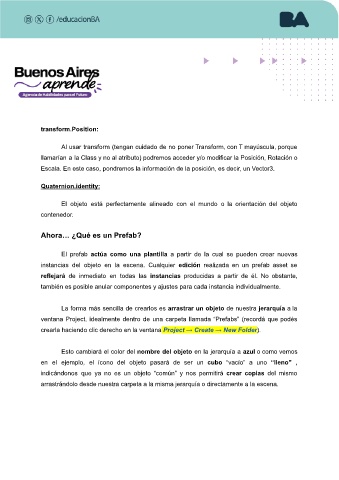 /educacionBA
BA
Buenos Aires
aprende
Agencia de Habilidades para el Futuro
transform.Position:
Al usar transform (tengan cuidado de no poner Transform, con T mayúscula, porque
llamarían a la Class y no al atributo) podremos acceder y/o modificar la Posición, Rotación o
Escala. En este caso, pondremos la información de la posición, es decir, un Vector3.
Quaternion.identity:
El objeto está perfectamente alineado con el mundo o la orientación del objeto
contenedor.
Ahora... ¿Qué es un Prefab?
El prefab actúa como una plantilla a partir de la cual se pueden crear nuevas
instancias del objeto en la escena. Cualquier edición realizada en un prefab asset se
reflejará de inmediato en todas las instancias producidas a partir de él. No obstante,
también es posible anular componentes y ajustes para cada instancia individualmente.
La forma más sencilla de crearlos es arrastrar un objeto de nuestra jerarquía a la
ventana Project, idealmente dentro de una carpeta llamada “Prefabs” (recordá que podés
crearla haciendo clic derecho en la ventana Project → Create → New Folder).
Esto cambiará el color del nombre del objeto en la jerarquía a azul o como vemos
en el ejemplo, el ícono del objeto pasará de ser un cubo “vacío” a uno “lleno” ,
indicándonos que ya no es un objeto “común” y nos permitirá crear copias del mismo
arrastrándolo desde nuestra carpeta a la misma jerarquía o directamente a la escena.